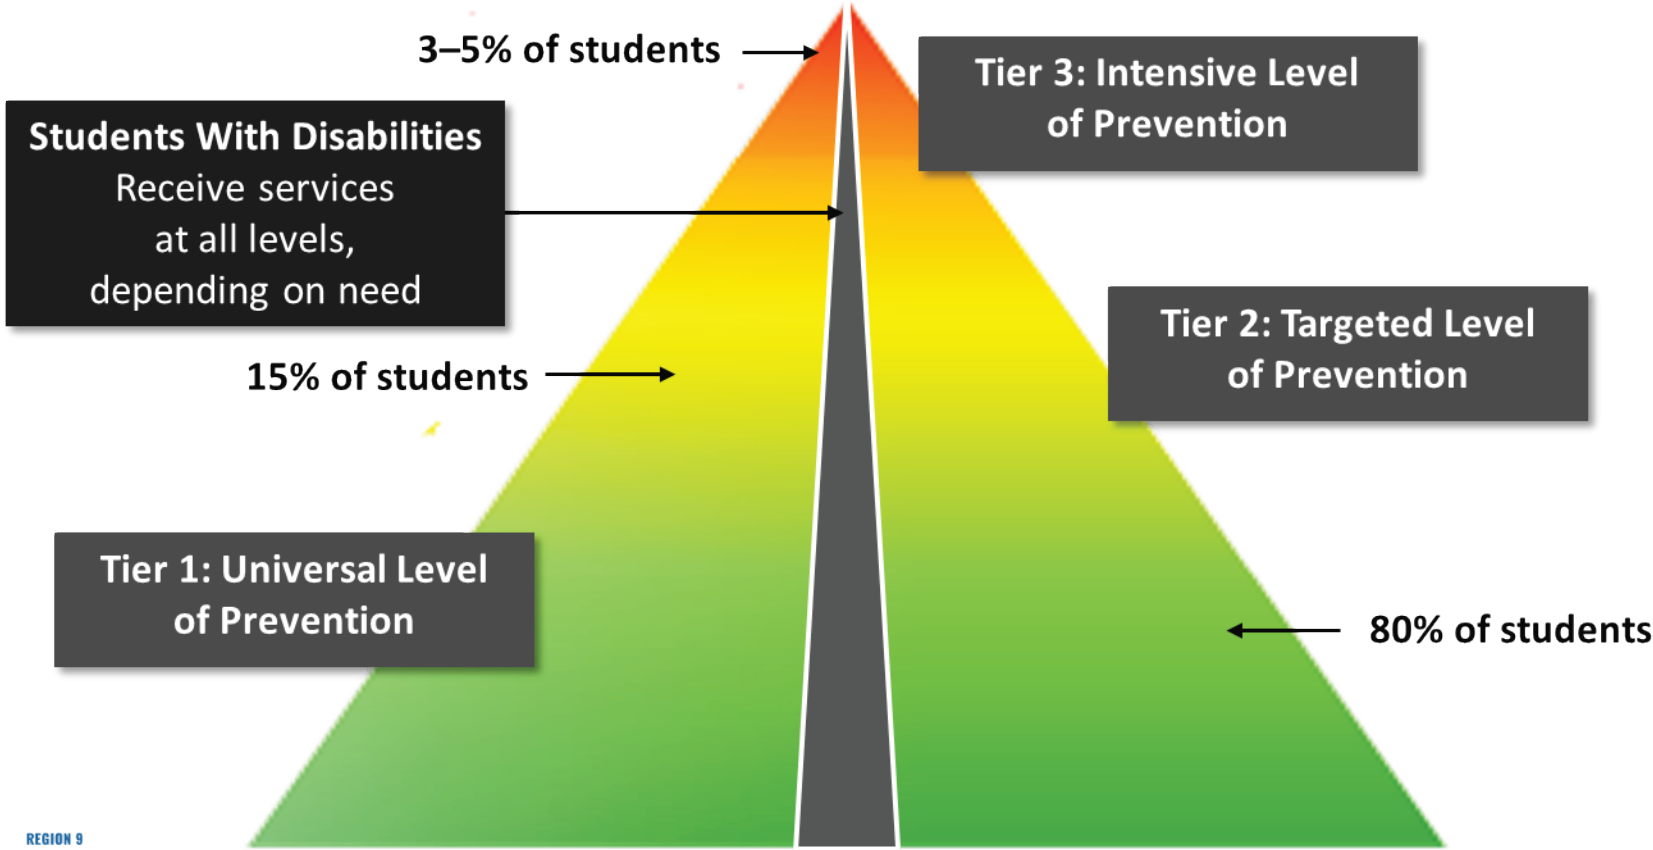 3–5% of students
Tier 3: Intensive Level
of Prevention
Students With Disabilities
Receive services
at all levels,
depending on need
Tier 2: Targeted Level
of Prevention
15% of students
Tier 1: Universal Level
of Prevention
80% of students
REGION 9